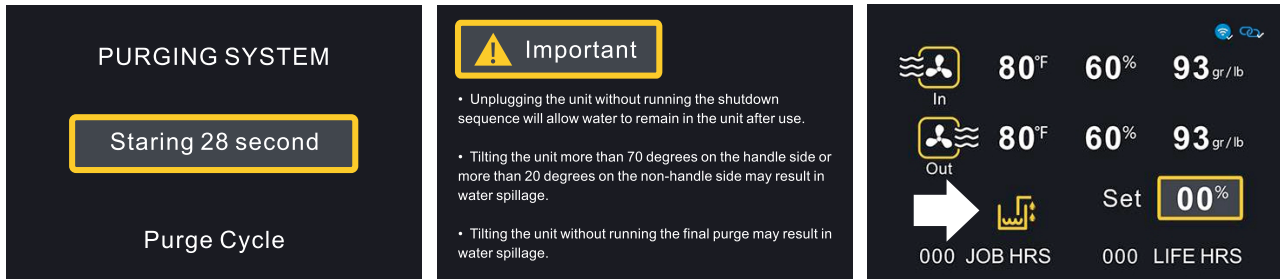 PURGING SYSTEM
Staring 28 second
Purge Cycle
Important
• Unplugging the unit without running the shutdown
sequence will allow water to remain in the unit after use.
• Tilting the unit more than 70 degrees on the handle side or
more than 20 degrees on the non-handle side may result in
water spillage.
• Tilting the unit without running the final purge may result in
water spillage.
80°F 60% 93 gr/lb
In
80°F 60% 93 gr/lb
Out
Set 00%
000 JOB HRS 000 LIFE HRS